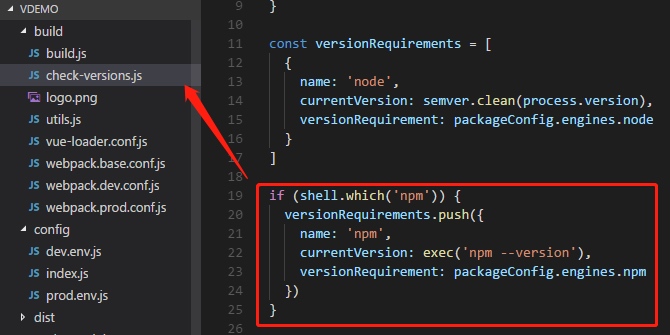 VDEMO
build
JS build.js
JS check-versions.js
logo.png
JS utils.js
JS vue-loader.conf.js
JS webpack.base.conf.js
JS webpack.dev.conf.js
JS webpack.prod.conf.js
config
JS dev.env.js
JS index.js
JS prod.env.js
dist
9 }
10
11 const versionRequirements = [
12 {
13 name: 'node',
14 currentVersion: semver.clean(process.version),
15 versionRequirement: packageConfig.engines.node
16 }
17 ]
18
19 if (shell.which('npm')) {
20 versionRequirements.push({
21 name: 'npm',
22 currentVersion: exec('npm --version'),
23 versionRequirement: packageConfig.engines.npm
24 })
25 }
26